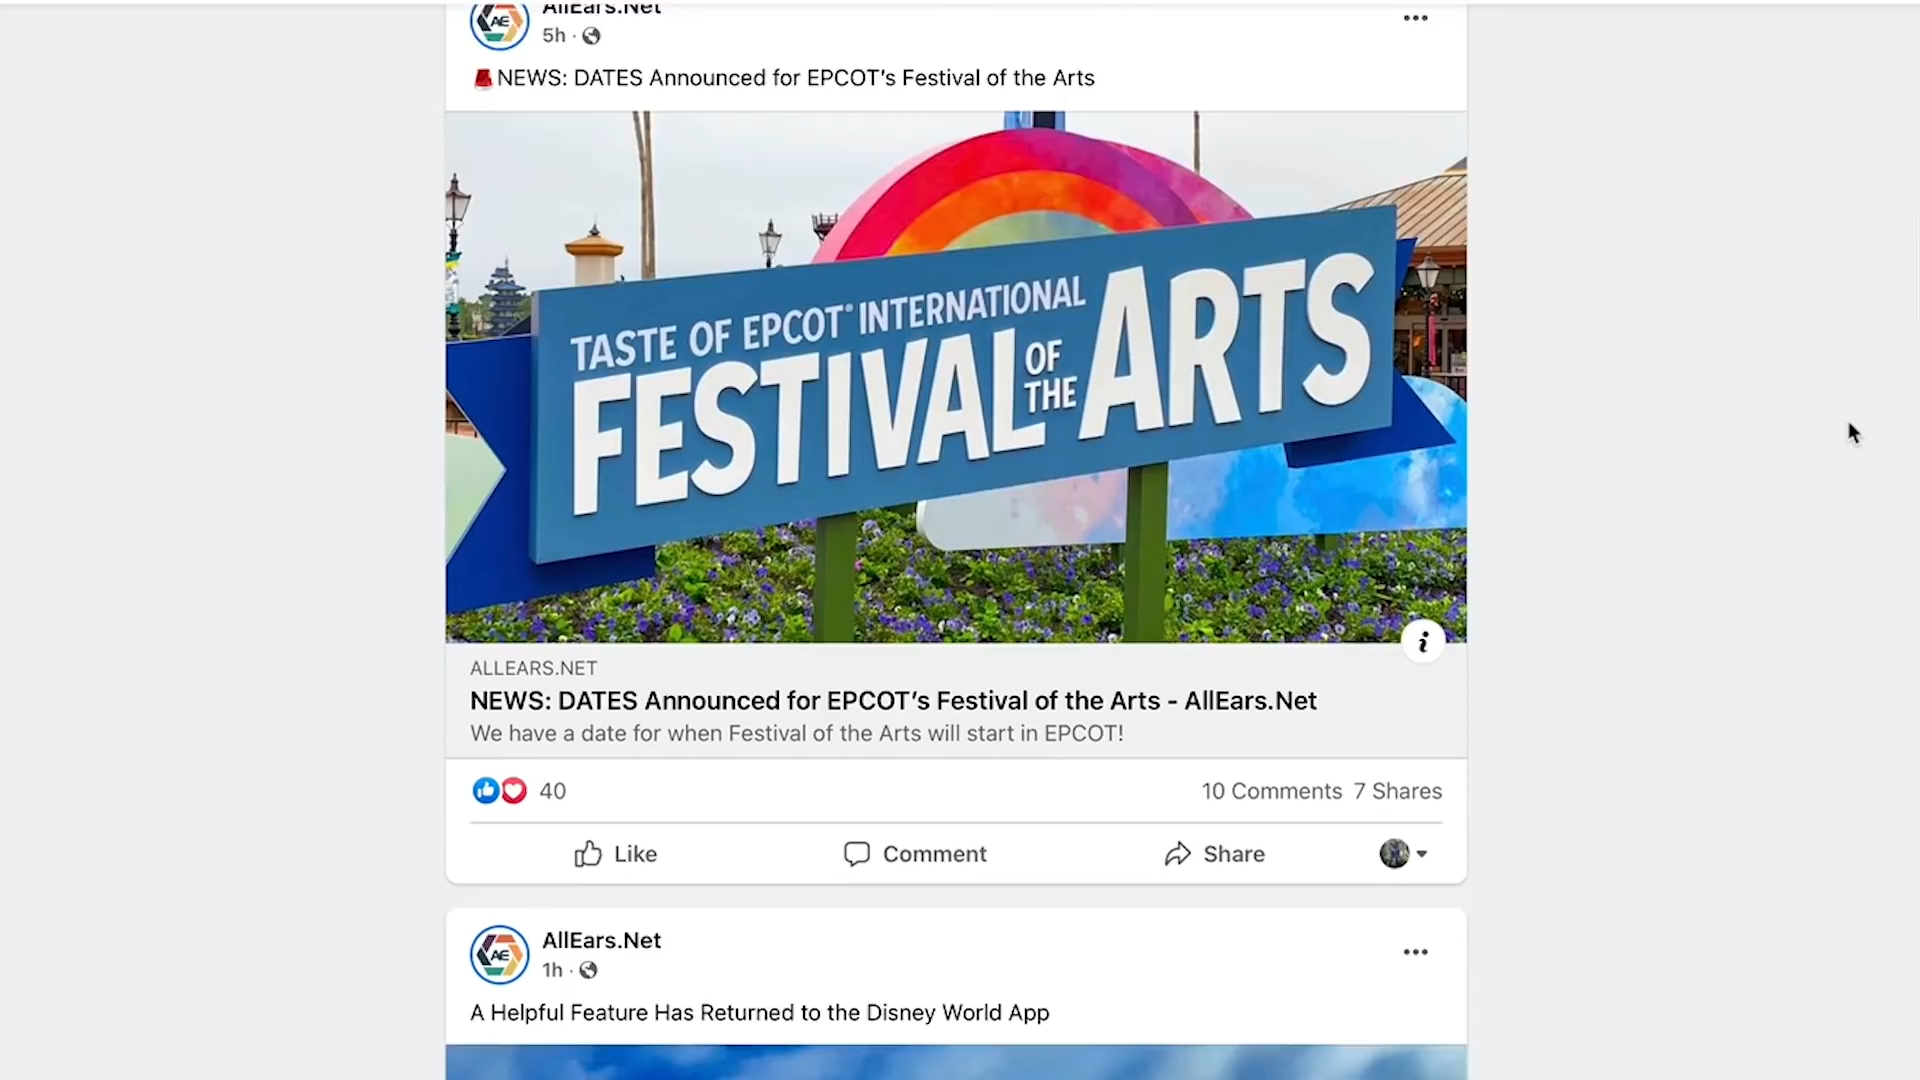 AllEars.Net
5h ·
NEWS: DATES Announced for EPCOT's Festival of the Arts
TASTE OF EPCOT® INTERNATIONAL
FESTIVAL OF THE ARTS
i
ALLEARS.NET
NEWS: DATES Announced for EPCOT's Festival of the Arts - AllEars.Net
We have a date for when Festival of the Arts will start in EPCOT!
40
10 Comments 7 Shares
Like
Comment
Share
AE
AllEars.Net
1h ·
A Helpful Feature Has Returned to the Disney World App